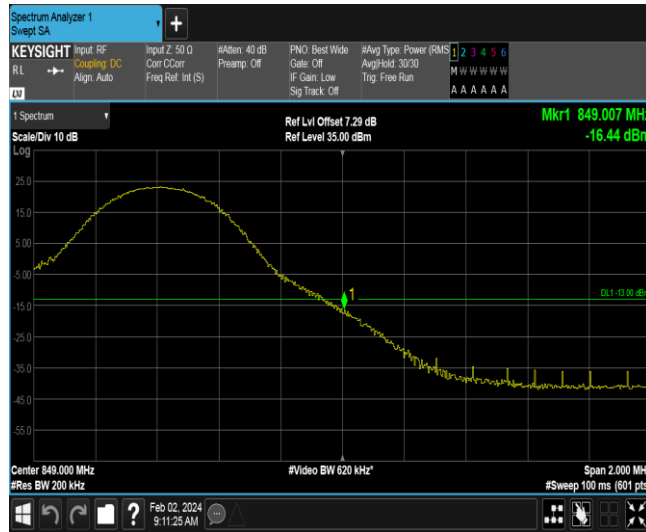 Spectrum Analyzer 1
Swept SA
+
KEYSIGHT Input: RF Input Z: 50 Ω #Atten: 40 dB PNO: Best Wide #Avg Type: Power (RMS 1 2 3 4 5 6
RL Coupling: DC Corr CCorr Preamp: Off Gate: Off Avg|Hold: 30/30 M W W W W W
Align: Auto Freq Ref: Int (S) IF Gain: Low Trig: Free Run
Sig Track: Off A A A A A A
LXI
1 Spectrum Ref Lvl Offset 7.29 dB Mkr1 849.007 MHz
Scale/Div 10 dB Ref Level 35.00 dBm -16.44 dBm
Log
25.0
15.0
5.00
-5.00
1
DL1 -13.00 dBm
-15.0
-25.0
-35.0
-45.0
-55.0
Center 849.000 MHz #Video BW 620 kHz* Span 2.000 MHz
#Res BW 200 kHz #Sweep 100 ms (601 pts
? Feb 02, 2024
9:11:25 AM